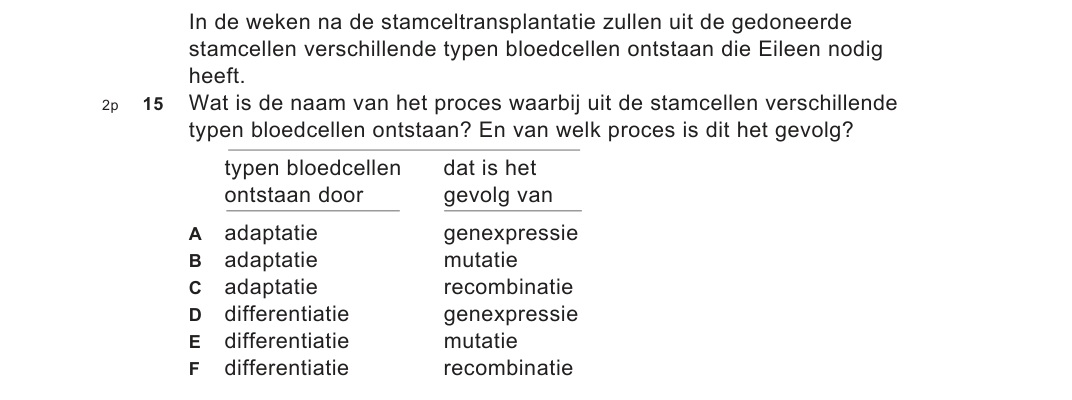 In de weken na de stamceltransplantatie zullen uit de gedoneerde
stamcellen verschillende typen bloedcellen ontstaan die Eileen nodig
heeft.
2p 15 Wat is de naam van het proces waarbij uit de stamcellen verschillende
typen bloedcellen ontstaan? En van welk proces is dit het gevolg?
typen bloedcellen dat is het
ontstaan door gevolg van
A adaptatie genexpressie
B adaptatie mutatie
C adaptatie recombinatie
D differentiatie genexpressie
E differentiatie mutatie
F differentiatie recombinatie